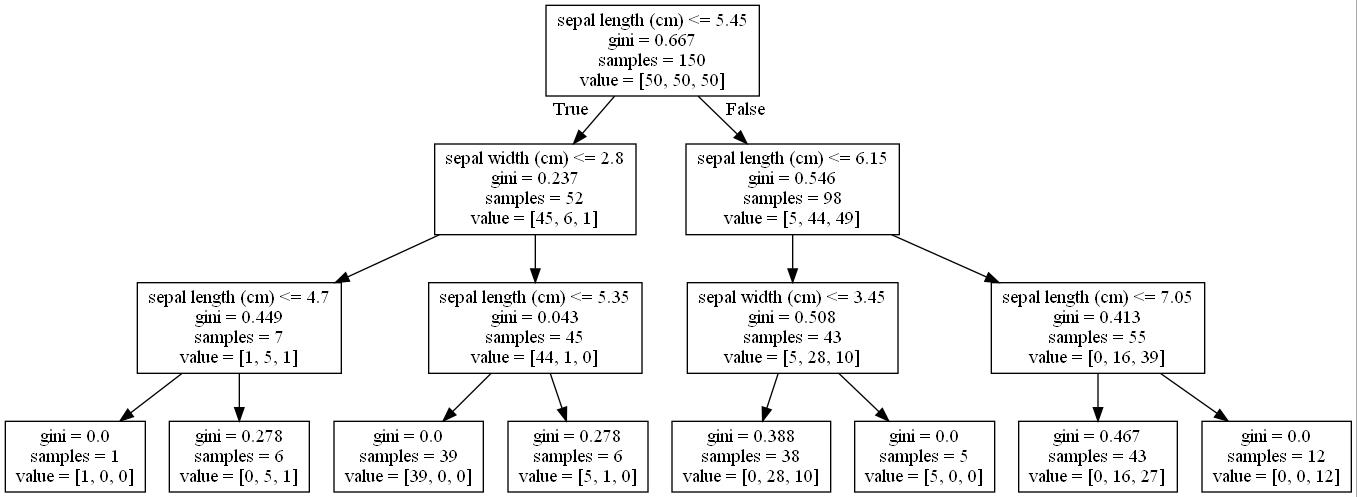 sepal length (cm) <= 5.45
gini = 0.667
samples = 150
value = [50, 50, 50]
True
False
sepal width (cm) <= 2.8
gini = 0.237
samples = 52
value = [45, 6, 1]
sepal length (cm) <= 6.15
gini = 0.546
samples = 98
value = [5, 44, 49]
sepal length (cm) <= 4.7
gini = 0.449
samples = 7
value = [1, 5, 1]
sepal length (cm) <= 5.35
gini = 0.043
samples = 45
value = [44, 1, 0]
sepal width (cm) <= 3.45
gini = 0.508
samples = 43
value = [5, 28, 10]
sepal length (cm) <= 7.05
gini = 0.413
samples = 55
value = [0, 16, 39]
gini = 0.0
samples = 1
value = [1, 0, 0]
gini = 0.278
samples = 6
value = [0, 5, 1]
gini = 0.0
samples = 39
value = [39, 0, 0]
gini = 0.278
samples = 6
value = [5, 1, 0]
gini = 0.388
samples = 38
value = [0, 28, 10]
gini = 0.0
samples = 5
value = [5, 0, 0]
gini = 0.467
samples = 43
value = [0, 16, 27]
gini = 0.0
samples = 12
value = [0, 0, 12]